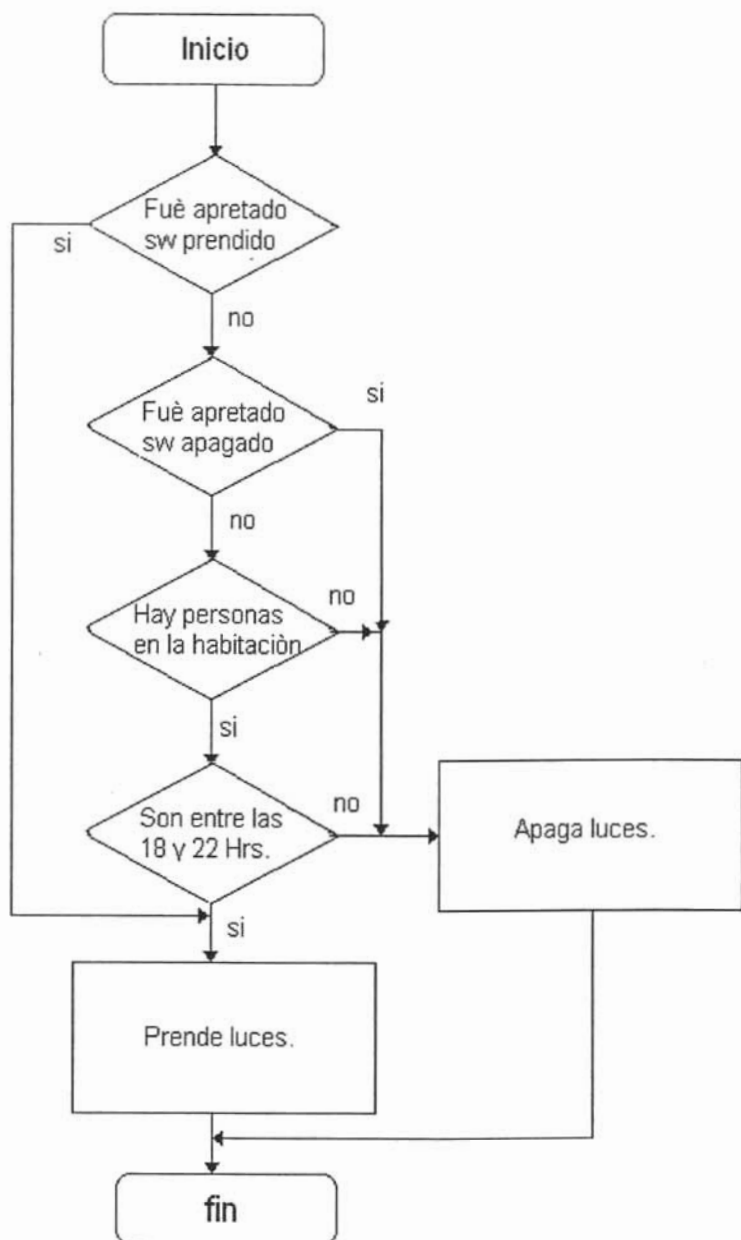 Inicio
Fuè apretado
sw prendido
si
no
Fuè apretado
sw apagado
si
no
Hay personas
en la habitaciòn
no
si
Son entre las
18 y 22 Hrs.
no
Apaga luces.
si
Prende luces.
fin